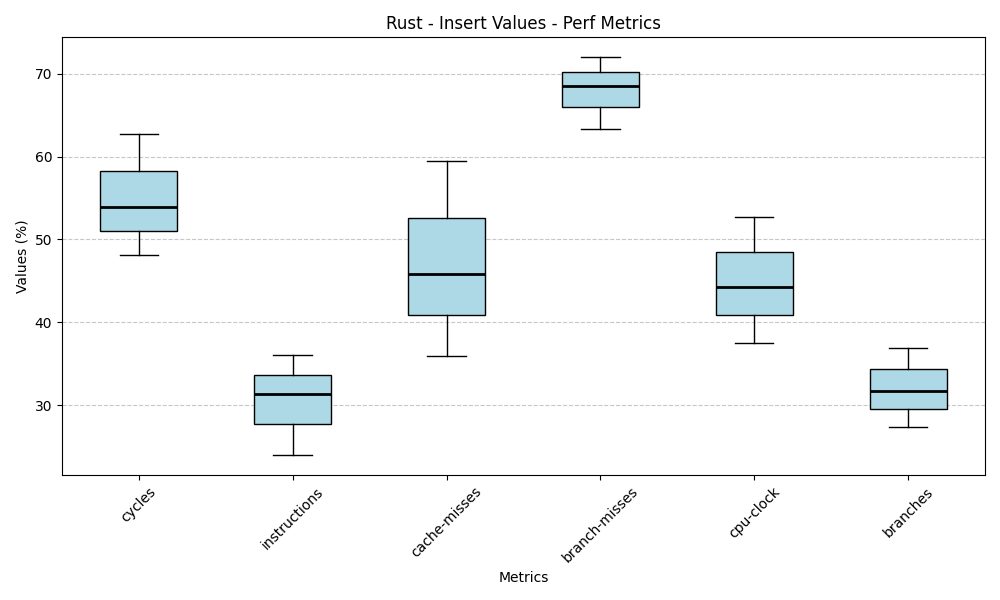 Rust - Insert Values - Perf Metrics
Values (%)
70
60
50
40
30
cycles
instructions
cache-misses
branch-misses
cpu-clock
branches
Metrics